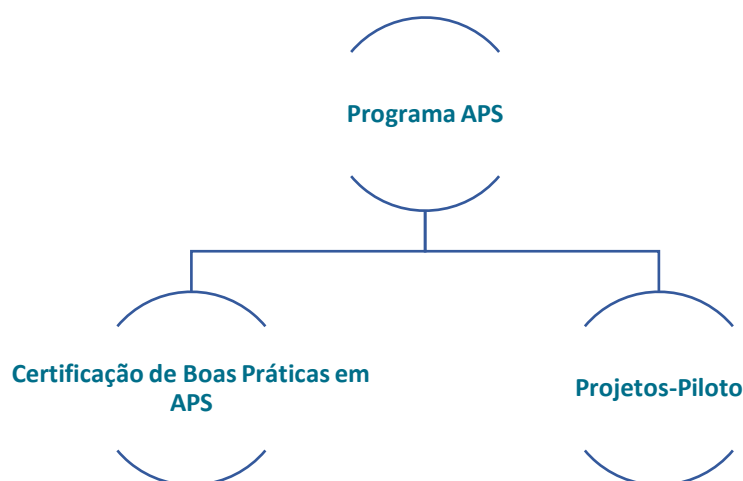 Programa APS
Certificação de Boas Práticas em
APS
Projetos-Piloto